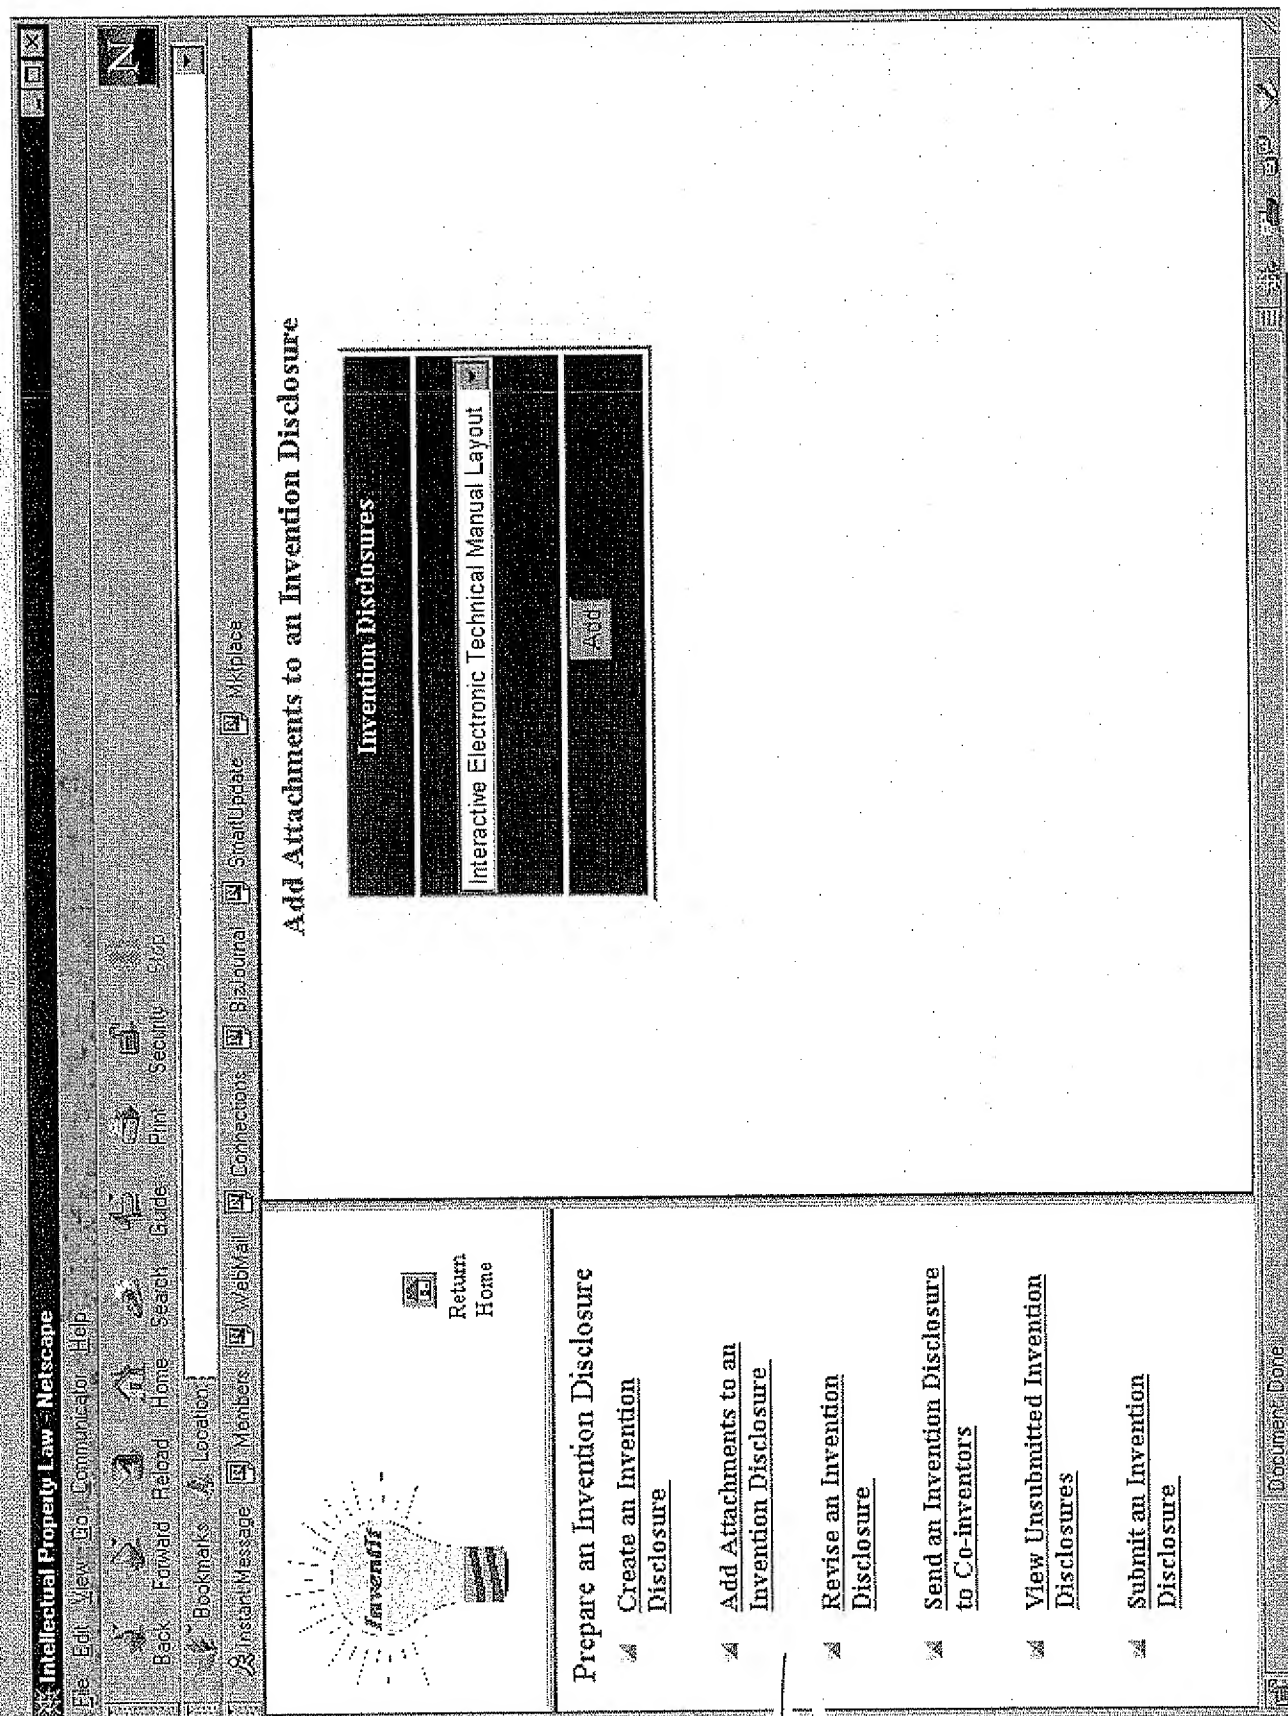 Intellectual Property Law - Netscape
File Edit View Go Communicator Help
Back Forward Reload Home Search Guide Print Security Stop
Bookmarks Location:
Instant Message Members WebMail Connections BizJournal SmartUpdate Mktplace
InventIt
Return
Home
Prepare an Invention Disclosure
Create an Invention
Disclosure
Add Attachments to an
Invention Disclosure
Revise an Invention
Disclosure
Send an Invention Disclosure
to Co-inventors
View Unsubmitted Invention
Disclosures
Submit an Invention
Disclosure
Add Attachments to an Invention Disclosure
Invention Disclosures
Interactive Electronic Technical Manual Layout
Add
Document: Done